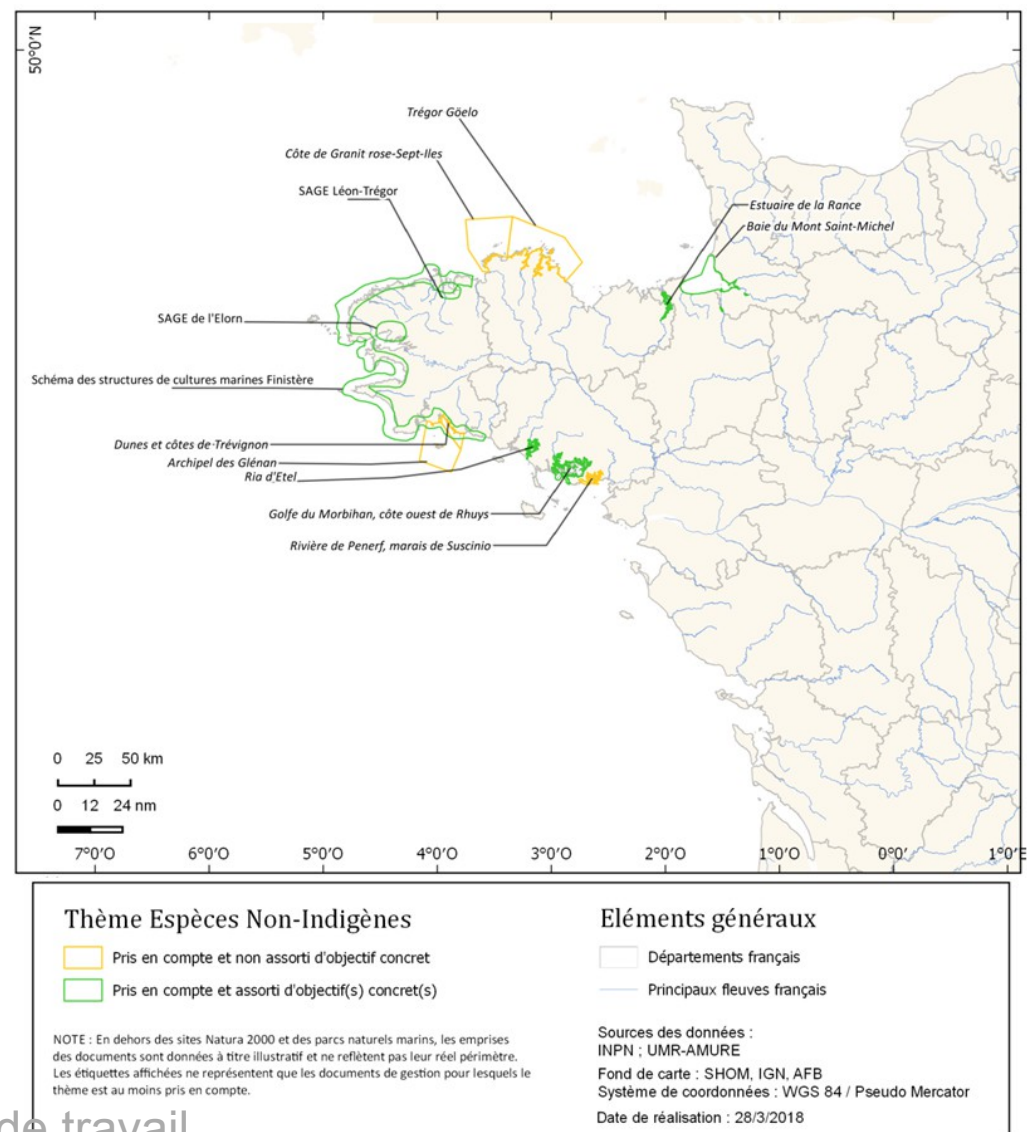 50°0'N
Trégor Göelo
Côte de Granit rose-Sept-Iles
SAGE Léon-Trégor
Estuaire de la Rance
Baie du Mont Saint-Michel
SAGE de l'Elorn
Schéma des structures de cultures marines Finistère
Dunes et côtes de Trévignon
Archipel des Glénan
Ria d'Etel
Golfe du Morbihan, côte ouest de Rhuys
Rivière de Penerf, marais de Suscinio
0 25 50 km
0 12 24 nm
7°0'O 6°0'O 5°0'O 4°0'O 3°0'O 2°0'O 1°0'O 0°0'O 1°0'E
Thème Espèces Non-Indigènes
Pris en compte et non assorti d'objectif concret
Pris en compte et assorti d'objectif(s) concret(s)
NOTE : En dehors des sites Natura 2000 et des parcs naturels marins, les emprises
des documents sont données à titre illustratif et ne reflètent pas leur réel périmètre.
Les étiquettes affichées ne représentent que les documents de gestion pour lesquels le
thème est au moins pris en compte.
Eléments généraux
Départements français
Principaux fleuves français
Sources des données :
INPN ; UMR-AMURE
Fond de carte : SHOM, IGN, AFB
Système de coordonnées : WGS 84 / Pseudo Mercator
Date de réalisation : 28/3/2018
de travail